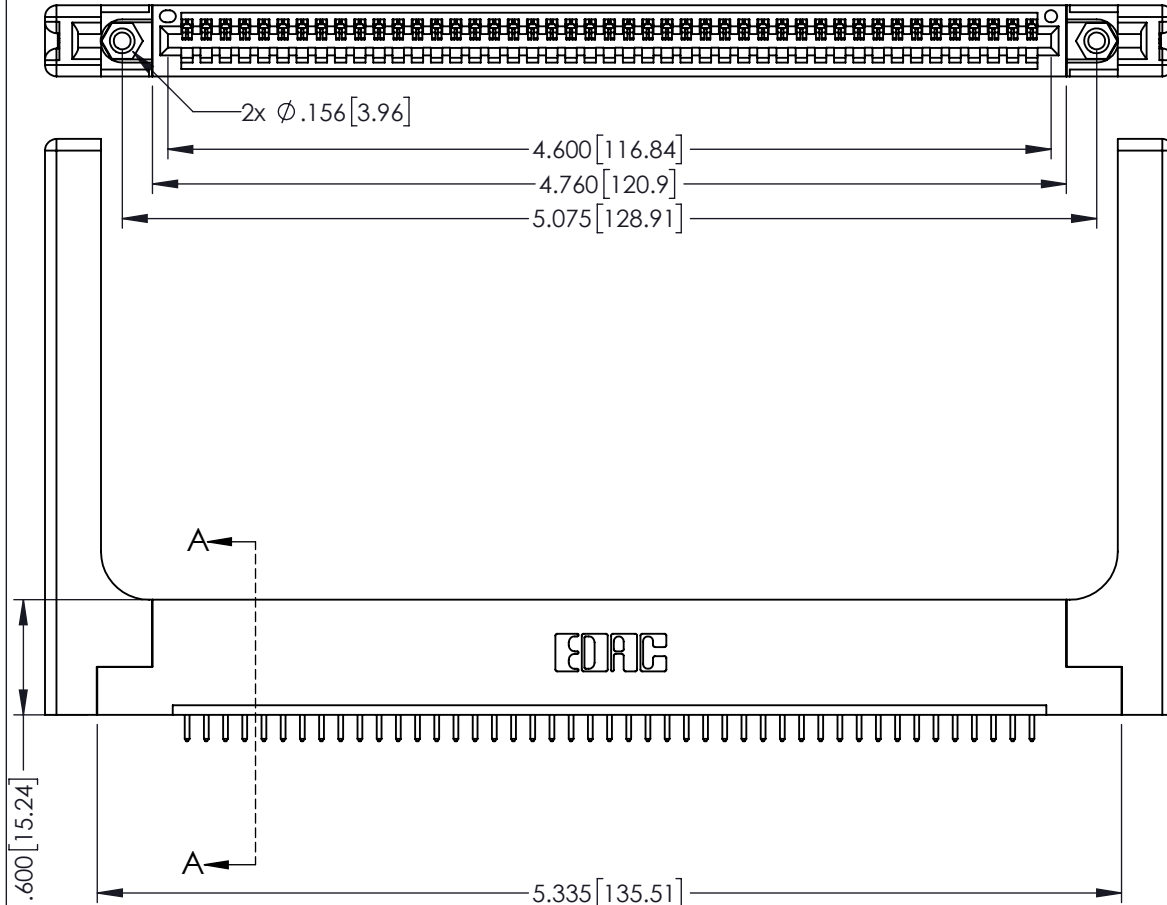 2x Ø .156[3.96]
4.600[116.84]
4.760[120.9]
5.075[128.91]
A
EDAC
A
.600[15.24]
5.335[135.51]